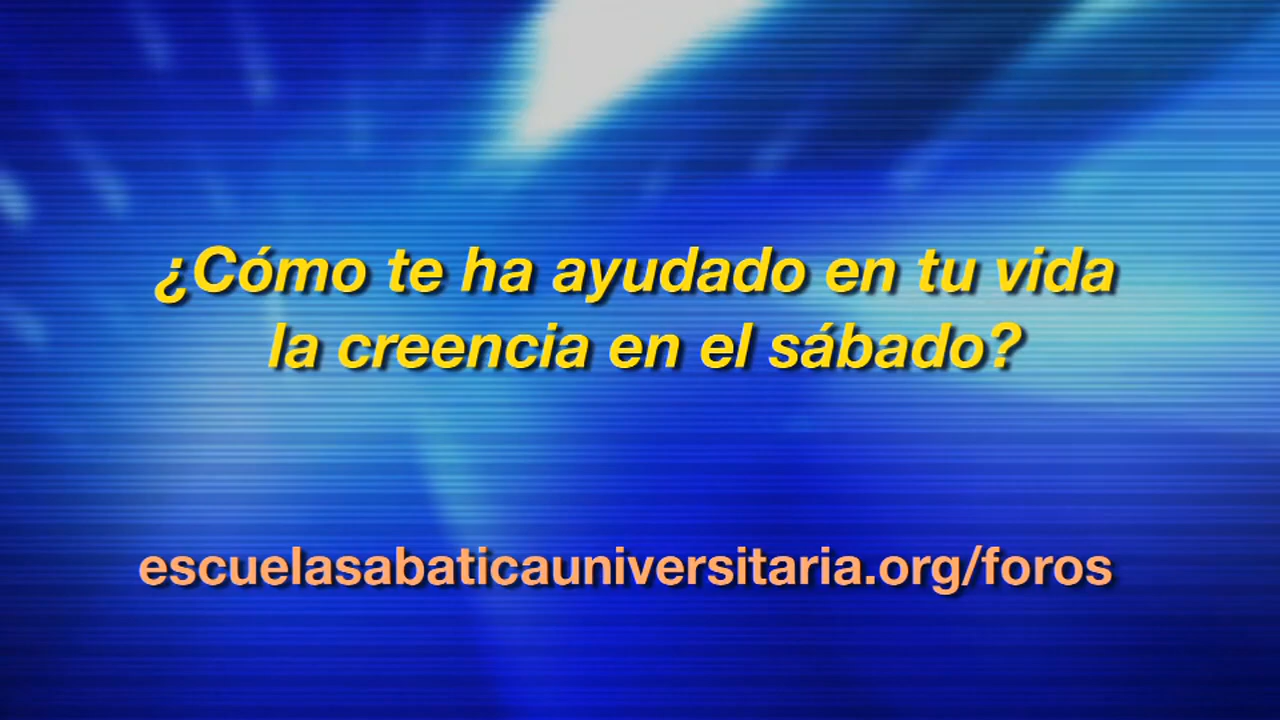 ¿Cómo te ha ayudado en tu vida
la creencia en el sábado?
escuelasabaticauniversitaria.org/foros